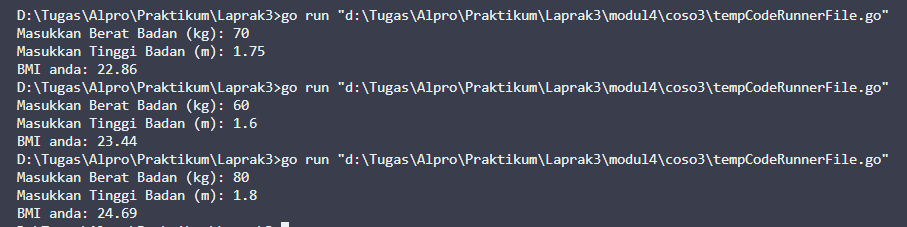 D:\Tugas\Alpro\Praktikum\Laprak3>go run "d:\Tugas\Alpro\Praktikum\Laprak3\modul4\coso3\tempCodeRunnerFile.go"
Masukkan Berat Badan (kg): 70
Masukkan Tinggi Badan (m): 1.75
BMI anda: 22.86
D:\Tugas\Alpro\Praktikum\Laprak3>go run "d:\Tugas\Alpro\Praktikum\Laprak3\modul4\coso3\tempCodeRunnerFile.go"
Masukkan Berat Badan (kg): 60
Masukkan Tinggi Badan (m): 1.6
BMI anda: 23.44
D:\Tugas\Alpro\Praktikum\Laprak3>go run "d:\Tugas\Alpro\Praktikum\Laprak3\modul4\coso3\tempCodeRunnerFile.go"
Masukkan Berat Badan (kg): 80
Masukkan Tinggi Badan (m): 1.8
BMI anda: 24.69